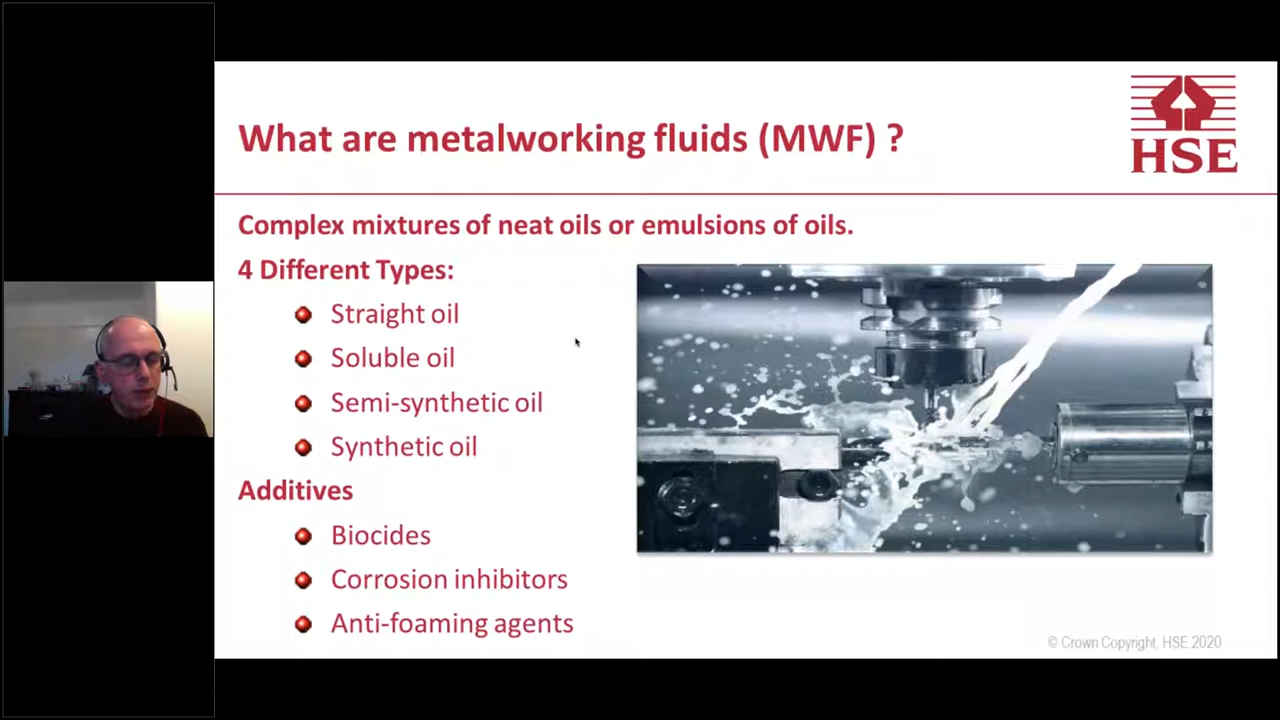 What are metalworking fluids (MWF) ?
HSE
Complex mixtures of neat oils or emulsions of oils.
4 Different Types:
Straight oil
Soluble oil
Semi-synthetic oil
Synthetic oil
Additives
Biocides
Corrosion inhibitors
Anti-foaming agents
© Crown Copyright, HSE 2020